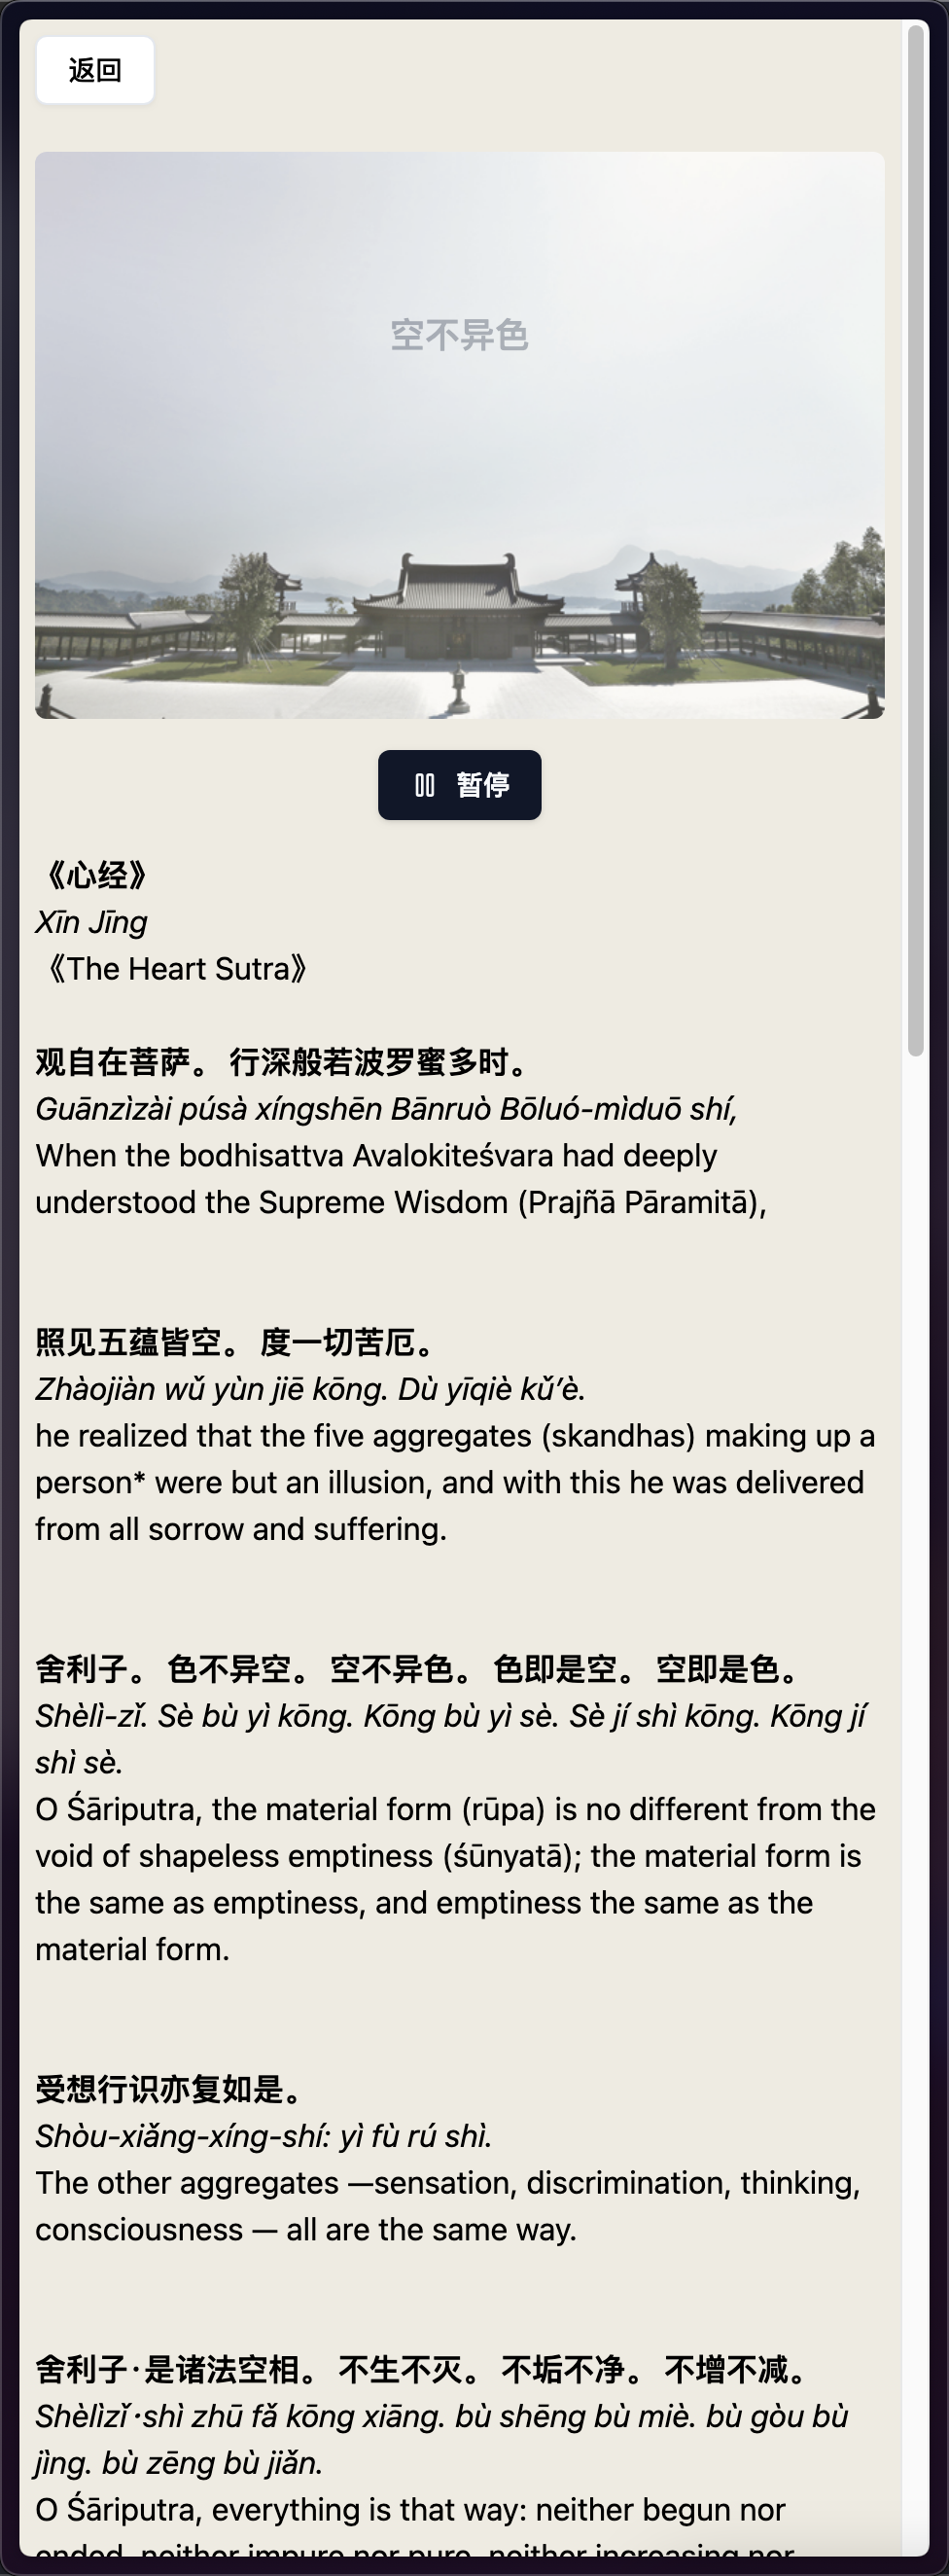 返回
空不异色
暂停
《心经》
Xīn Jīng
《The Heart Sutra》
观自在菩萨。 行深般若波罗蜜多时。
Guānzìzài púsà xíngshēn Bānruò Bōluó-mìduō shí,
When the bodhisattva Avalokiteśvara had deeply
understood the Supreme Wisdom (Prajñā Pāramitā),
照见五蕴皆空。 度一切苦厄。
Zhàojiàn wǔ yùn jiē kōng. Dù yīqiè kǔ’è.
he realized that the five aggregates (skandhas) making up a
person* were but an illusion, and with this he was delivered
from all sorrow and suffering.
舍利子。 色不异空。 空不异色。 色即是空。 空即是色。
Shèlì-zǐ. Sè bù yì kōng. Kōng bù yì sè. Sè jí shì kōng. Kōng jí
shì sè.
O Śāriputra, the material form (rūpa) is no different from the
void of shapeless emptiness (śūnyatā); the material form is
the same as emptiness, and emptiness the same as the
material form.
受想行识亦复如是。
Shòu-xiǎng-xíng-shí: yì fù rú shì.
The other aggregates —sensation, discrimination, thinking,
consciousness — all are the same way.
舍利子·是诸法空相。 不生不灭。 不垢不净。 不增不减。
Shèlìzǐ·shì zhū fǎ kōng xiāng. bù shēng bù miè. bù gòu bù
jìng. bù zēng bù jiǎn.
O Śāriputra, everything is that way: neither begun nor
ended, neither impure nor pure, neither increasing nor